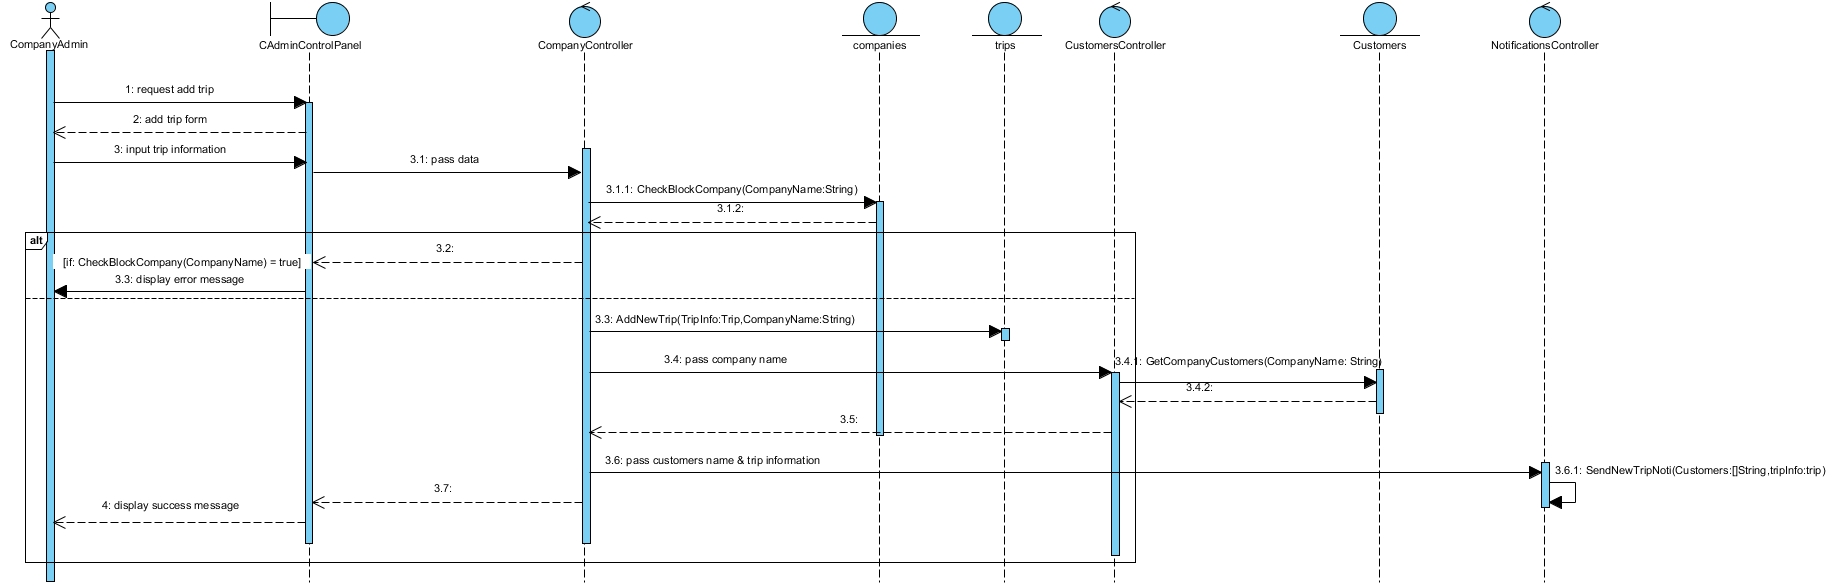 CompanyAdmin
CAdminControlPanel
CompanyController
companies
trips
CustomersController
Customers
NotificationsController
1: request add trip
2: add trip form
3: input trip information
3.1: pass data
3.1.1: CheckBlockCompany(CompanyName:String)
3.1.2:
alt
3.2:
[if: CheckBlockCompany(CompanyName) = true]
3.3: display error message
3.3: AddNewTrip(TripInfo:Trip,CompanyName:String)
3.4: pass company name
3.4.1: GetCompanyCustomers(CompanyName: String)
3.4.2:
3.5:
3.6: pass customers name & trip information
3.6.1: SendNewTripNoti(Customers:[]String,tripInfo:trip)
3.7:
4: display success message